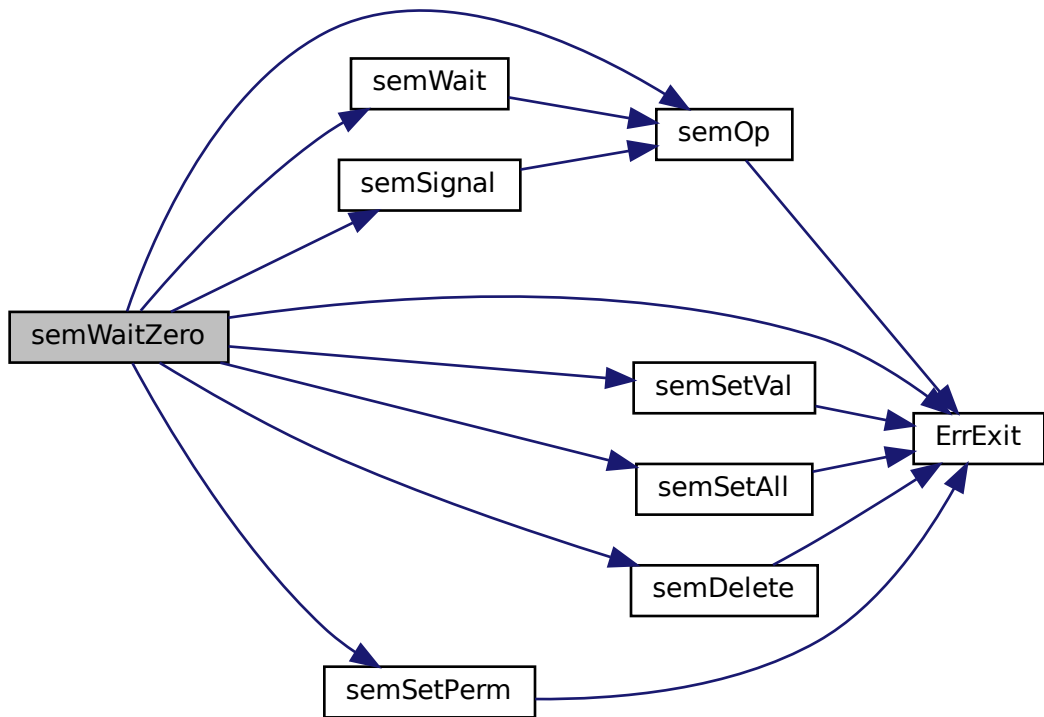 semWait
semOp
semSignal
semWaitZero
semSetVal
ErrExit
semSetAll
semDelete
semSetPerm